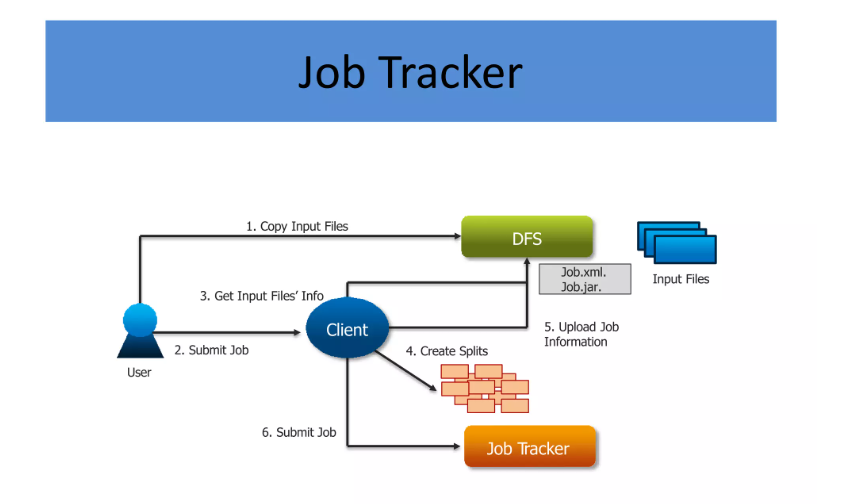 Job Tracker
1. Copy Input Files
DFS
Job.xml.
Job.jar.
Input Files
3. Get Input Files' Info
Client
5. Upload Job
Information
2. Submit Job
4. Create Splits
User
6. Submit Job
Job Tracker